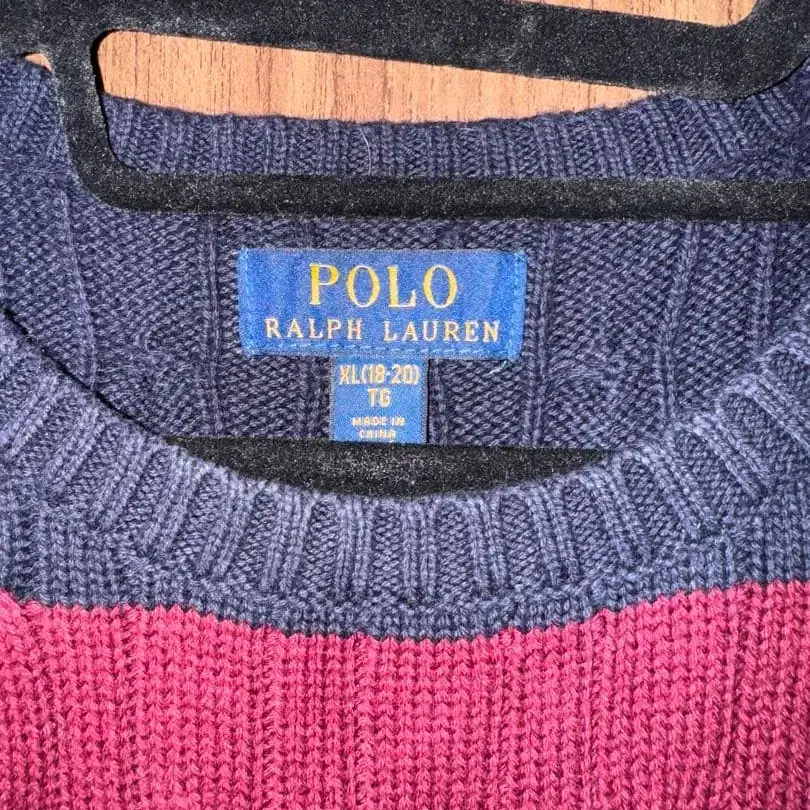 POLO
RALPH LAUREN
XL(18-20)
TG
MADE IN
CHINA